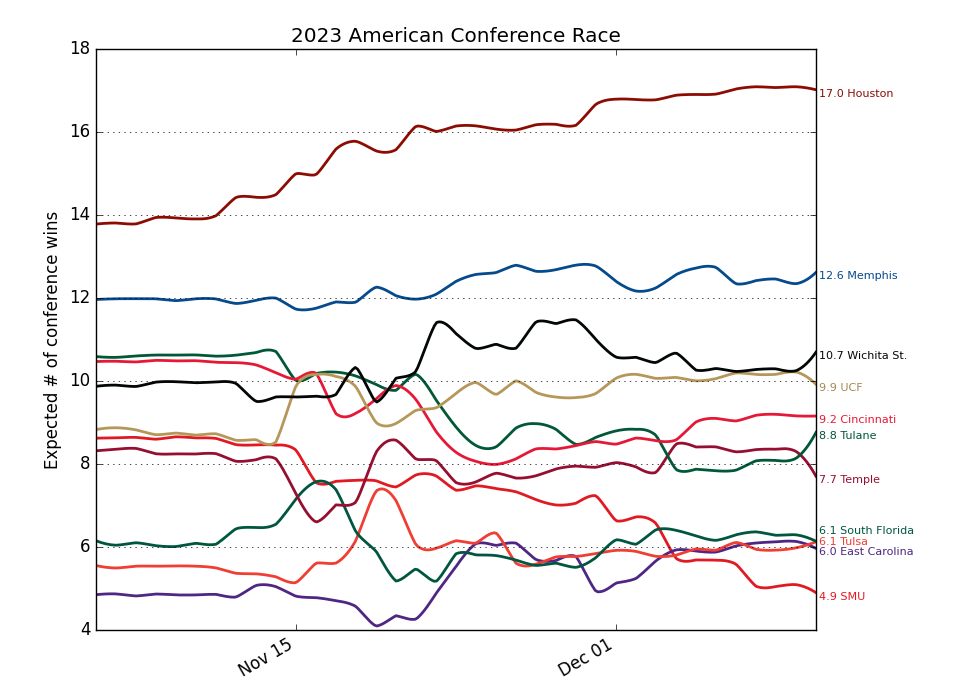 2023 American Conference Race
Expected # of conference wins
18
16
14
12
10
8
6
4
Nov 15
Dec 01
17.0 Houston
12.6 Memphis
10.7 Wichita St.
9.9 UCF
9.2 Cincinnati
8.8 Tulane
7.7 Temple
6.1 South Florida
6.1 Tulsa
6.0 East Carolina
4.9 SMU